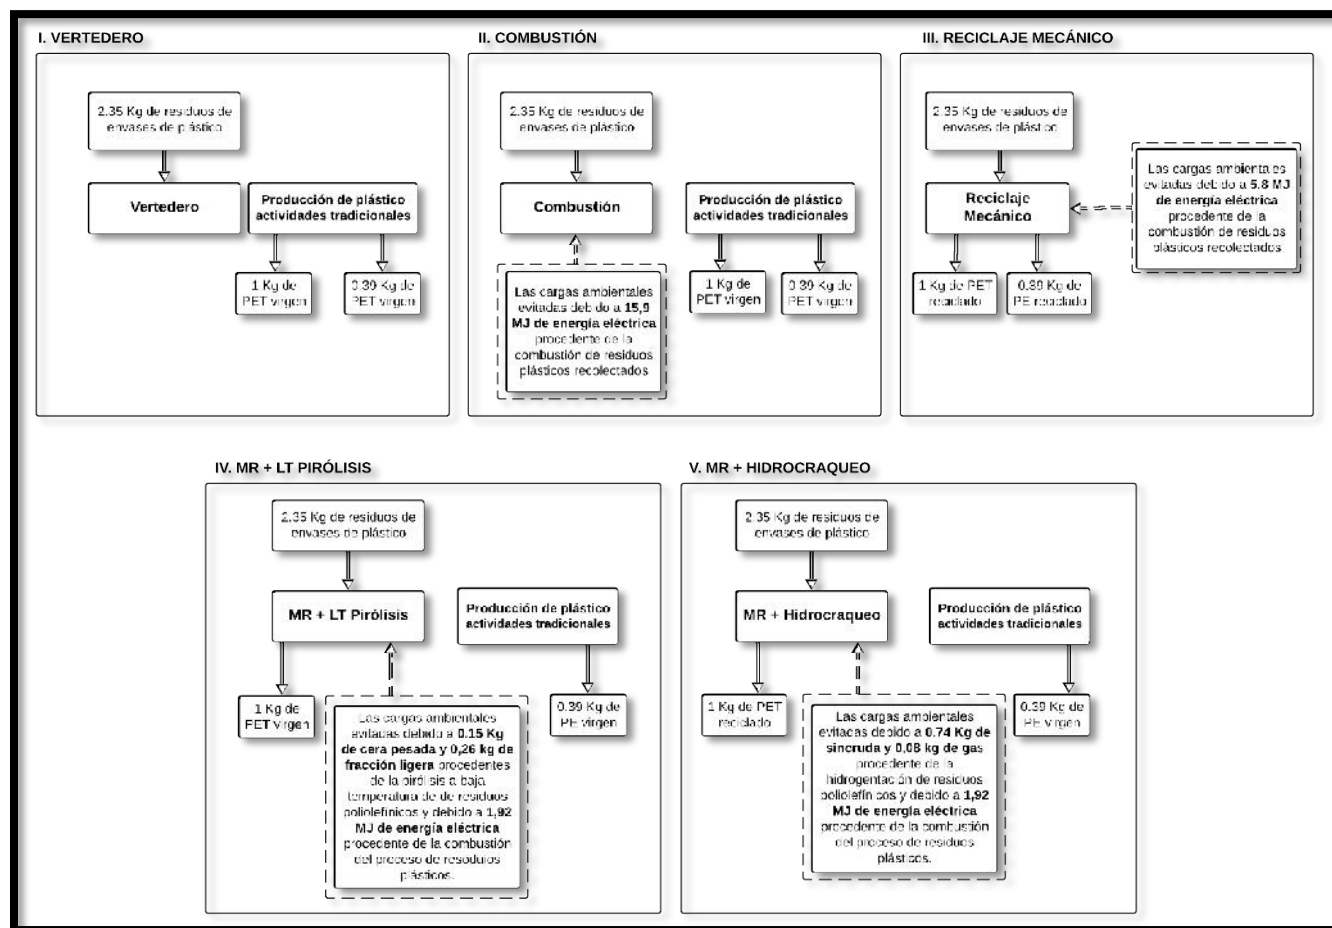 I. VERTEDERO
2.35 Kg de residuos de
envases de plástico
Vertedero
Producción de plástico
actividades tradicionales
1 Kg de
PET virgen
0.39 Kg de
PET virgen
II. COMBUSTIÓN
2.35 Kg de residuos de
envases de plástico
Combustión
Producción de plástico
actividades tradicionales
Las cargas ambientales
evitadas debido a 15,9
MJ de energía eléctrica
procedente de la
combustión de residuos
plásticos recolectados
1 Kg de
PET virgen
0.39 Kg de
PET virgen
III. RECICLAJE MECÁNICO
2.35 Kg de residuos de
envases de plástico
Reciclaje
Mecánico
Las cargas ambientales
evitadas debido a 5.8 MJ
de energía eléctrica
procedente de la
combustión de residuos
plásticos recolectados
1 Kg de PET
reciclado
0.39 Kg de
PE reciclado
IV. MR + LT PIRÓLISIS
2.35 Kg de residuos de
envases de plástico
MR + LT Pirólisis
Producción de plástico
actividades tradicionales
1 Kg de
PET virgen
Las cargas ambientales
evitadas debido a 0.15 Kg
de cera pesada y 0,26 kg de
fracción ligera procedentes
de la pirólisis a baja
temperatura de de residuos
poliolefínicos y debido a 1,92
MJ de energía eléctrica
procedente de la combustión
del proceso de resoduios
plásticos.
0.39 Kg de
PE virgen
V. MR + HIDROCRAQUEO
2.35 Kg de residuos de
envases de plástico
MR + Hidrocraqueo
Producción de plástico
actividades tradicionales
1 Kg de PET
reciclado
Las cargas ambientales
evitadas debido a 0.74 Kg de
sincruda y 0,08 kg de gas
procedente de la
hidrogentación de residuos
poliolefín cos y debido a 1,92
MJ de energía eléctrica
procedente de la combustión
del proceso de residuos
plásticos.
0.39 Kg de
PE virgen